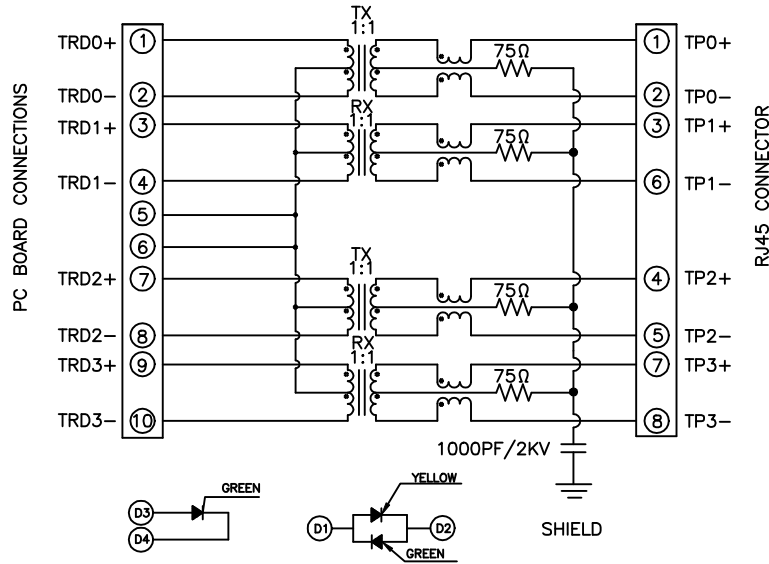 TX
1:1
TRD0+ 1 75Ω 1 TP0+
TRD0- 2 2 TP0-
RX
1:1
TRD1+ 3 75Ω 3 TP1+
TRD1- 4 6 TP1-
5
6
PC BOARD CONNECTIONS
RJ45 CONNECTOR
TX
1:1
TRD2+ 7 75Ω 4 TP2+
TRD2- 8 5 TP2-
RX
1:1
TRD3+ 9 75Ω 7 TP3+
TRD3- 10 8 TP3-
1000PF/2KV
SHIELD
GREEN
D3
D4
YELLOW
D1 D2
GREEN